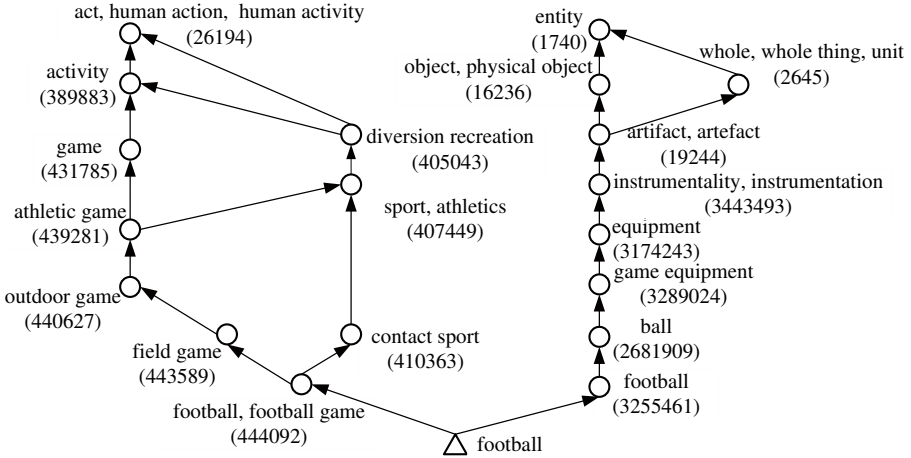 act, human action, human activity
(26194)
entity
(1740)
whole, whole thing, unit
(2645)
activity
(389883)
object, physical object
(16236)
game
(431785)
diversion recreation
(405043)
artifact, artefact
(19244)
instrumentality, instrumentation
(3443493)
athletic game
(439281)
sport, athletics
(407449)
equipment
(3174243)
game equipment
(3289024)
outdoor game
(440627)
field game
(443589)
contact sport
(410363)
ball
(2681909)
football, football game
(444092)
football
(3255461)
football